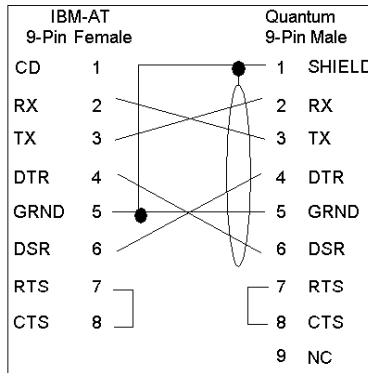 IBM-AT Quantum
9-Pin Female 9-Pin Male
CD 1 1 SHIELD
RX 2 2 RX
TX 3 3 TX
DTR 4 4 DTR
GRND 5 5 GRND
DSR 6 6 DSR
RTS 7 7 RTS
CTS 8 8 CTS
9 NC